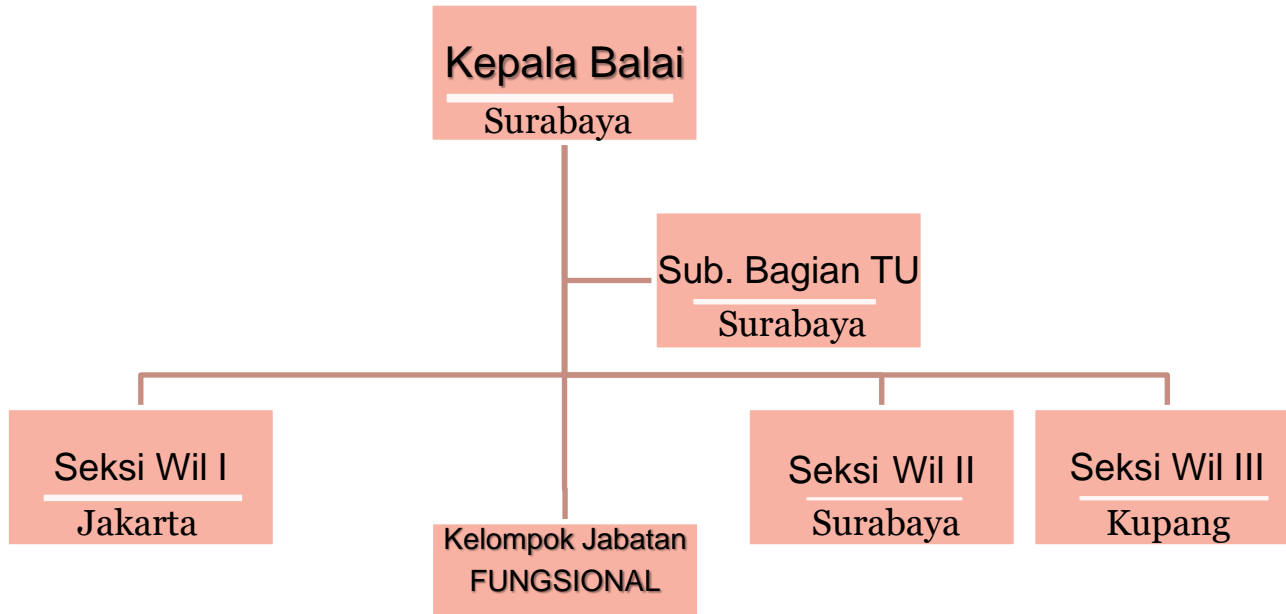 Kepala Balai
Surabaya
Sub. Bagian TU
Surabaya
Seksi Wil I
Jakarta
Kelompok Jabatan
FUNGSIONAL
Seksi Wil II
Surabaya
Seksi Wil III
Kupang